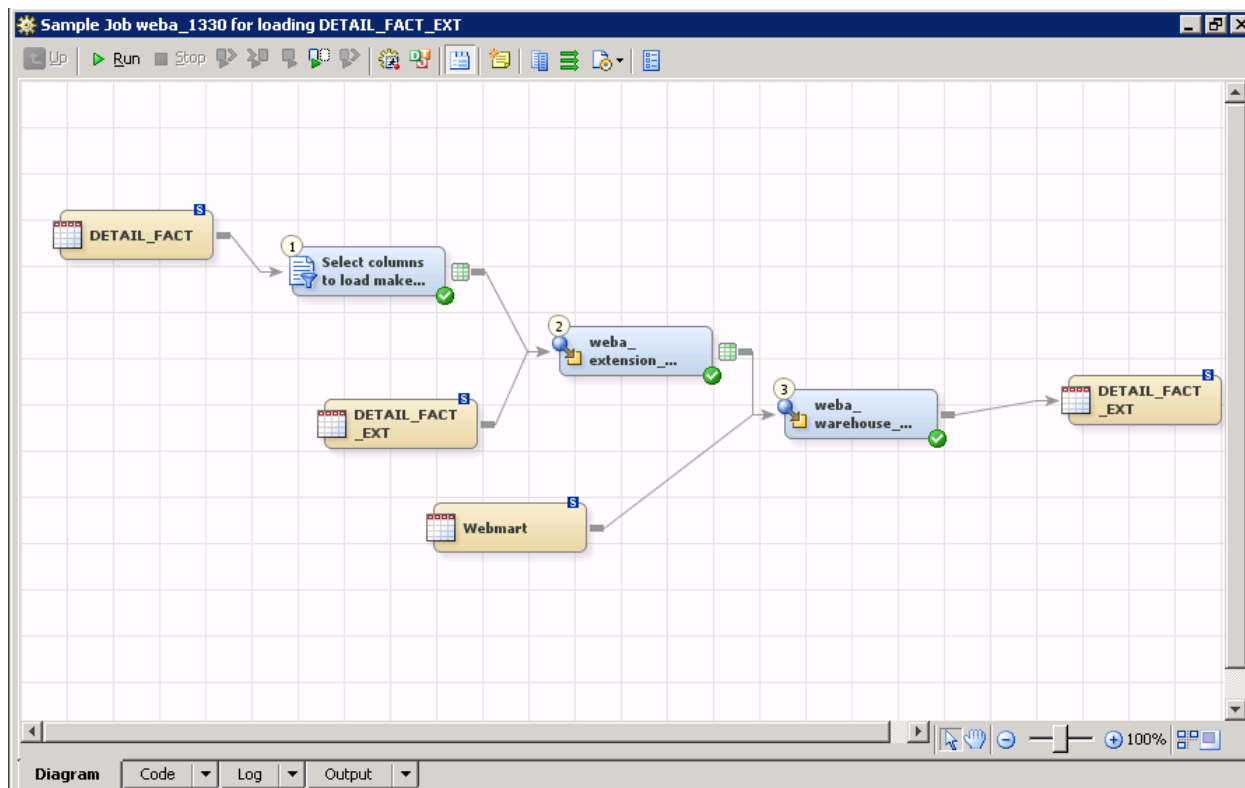 Sample Job weba_1330 for loading DETAIL_FACT_EXT
Up
Run
Stop
DETAIL_FACT
S
1
Select columns
to load make...
2
weba_
extension_...
S
DETAIL_FACT
_EXT
3
weba_
warehouse_...
S
DETAIL_FACT
_EXT
S
Webmart
100%
Diagram
Code
Log
Output